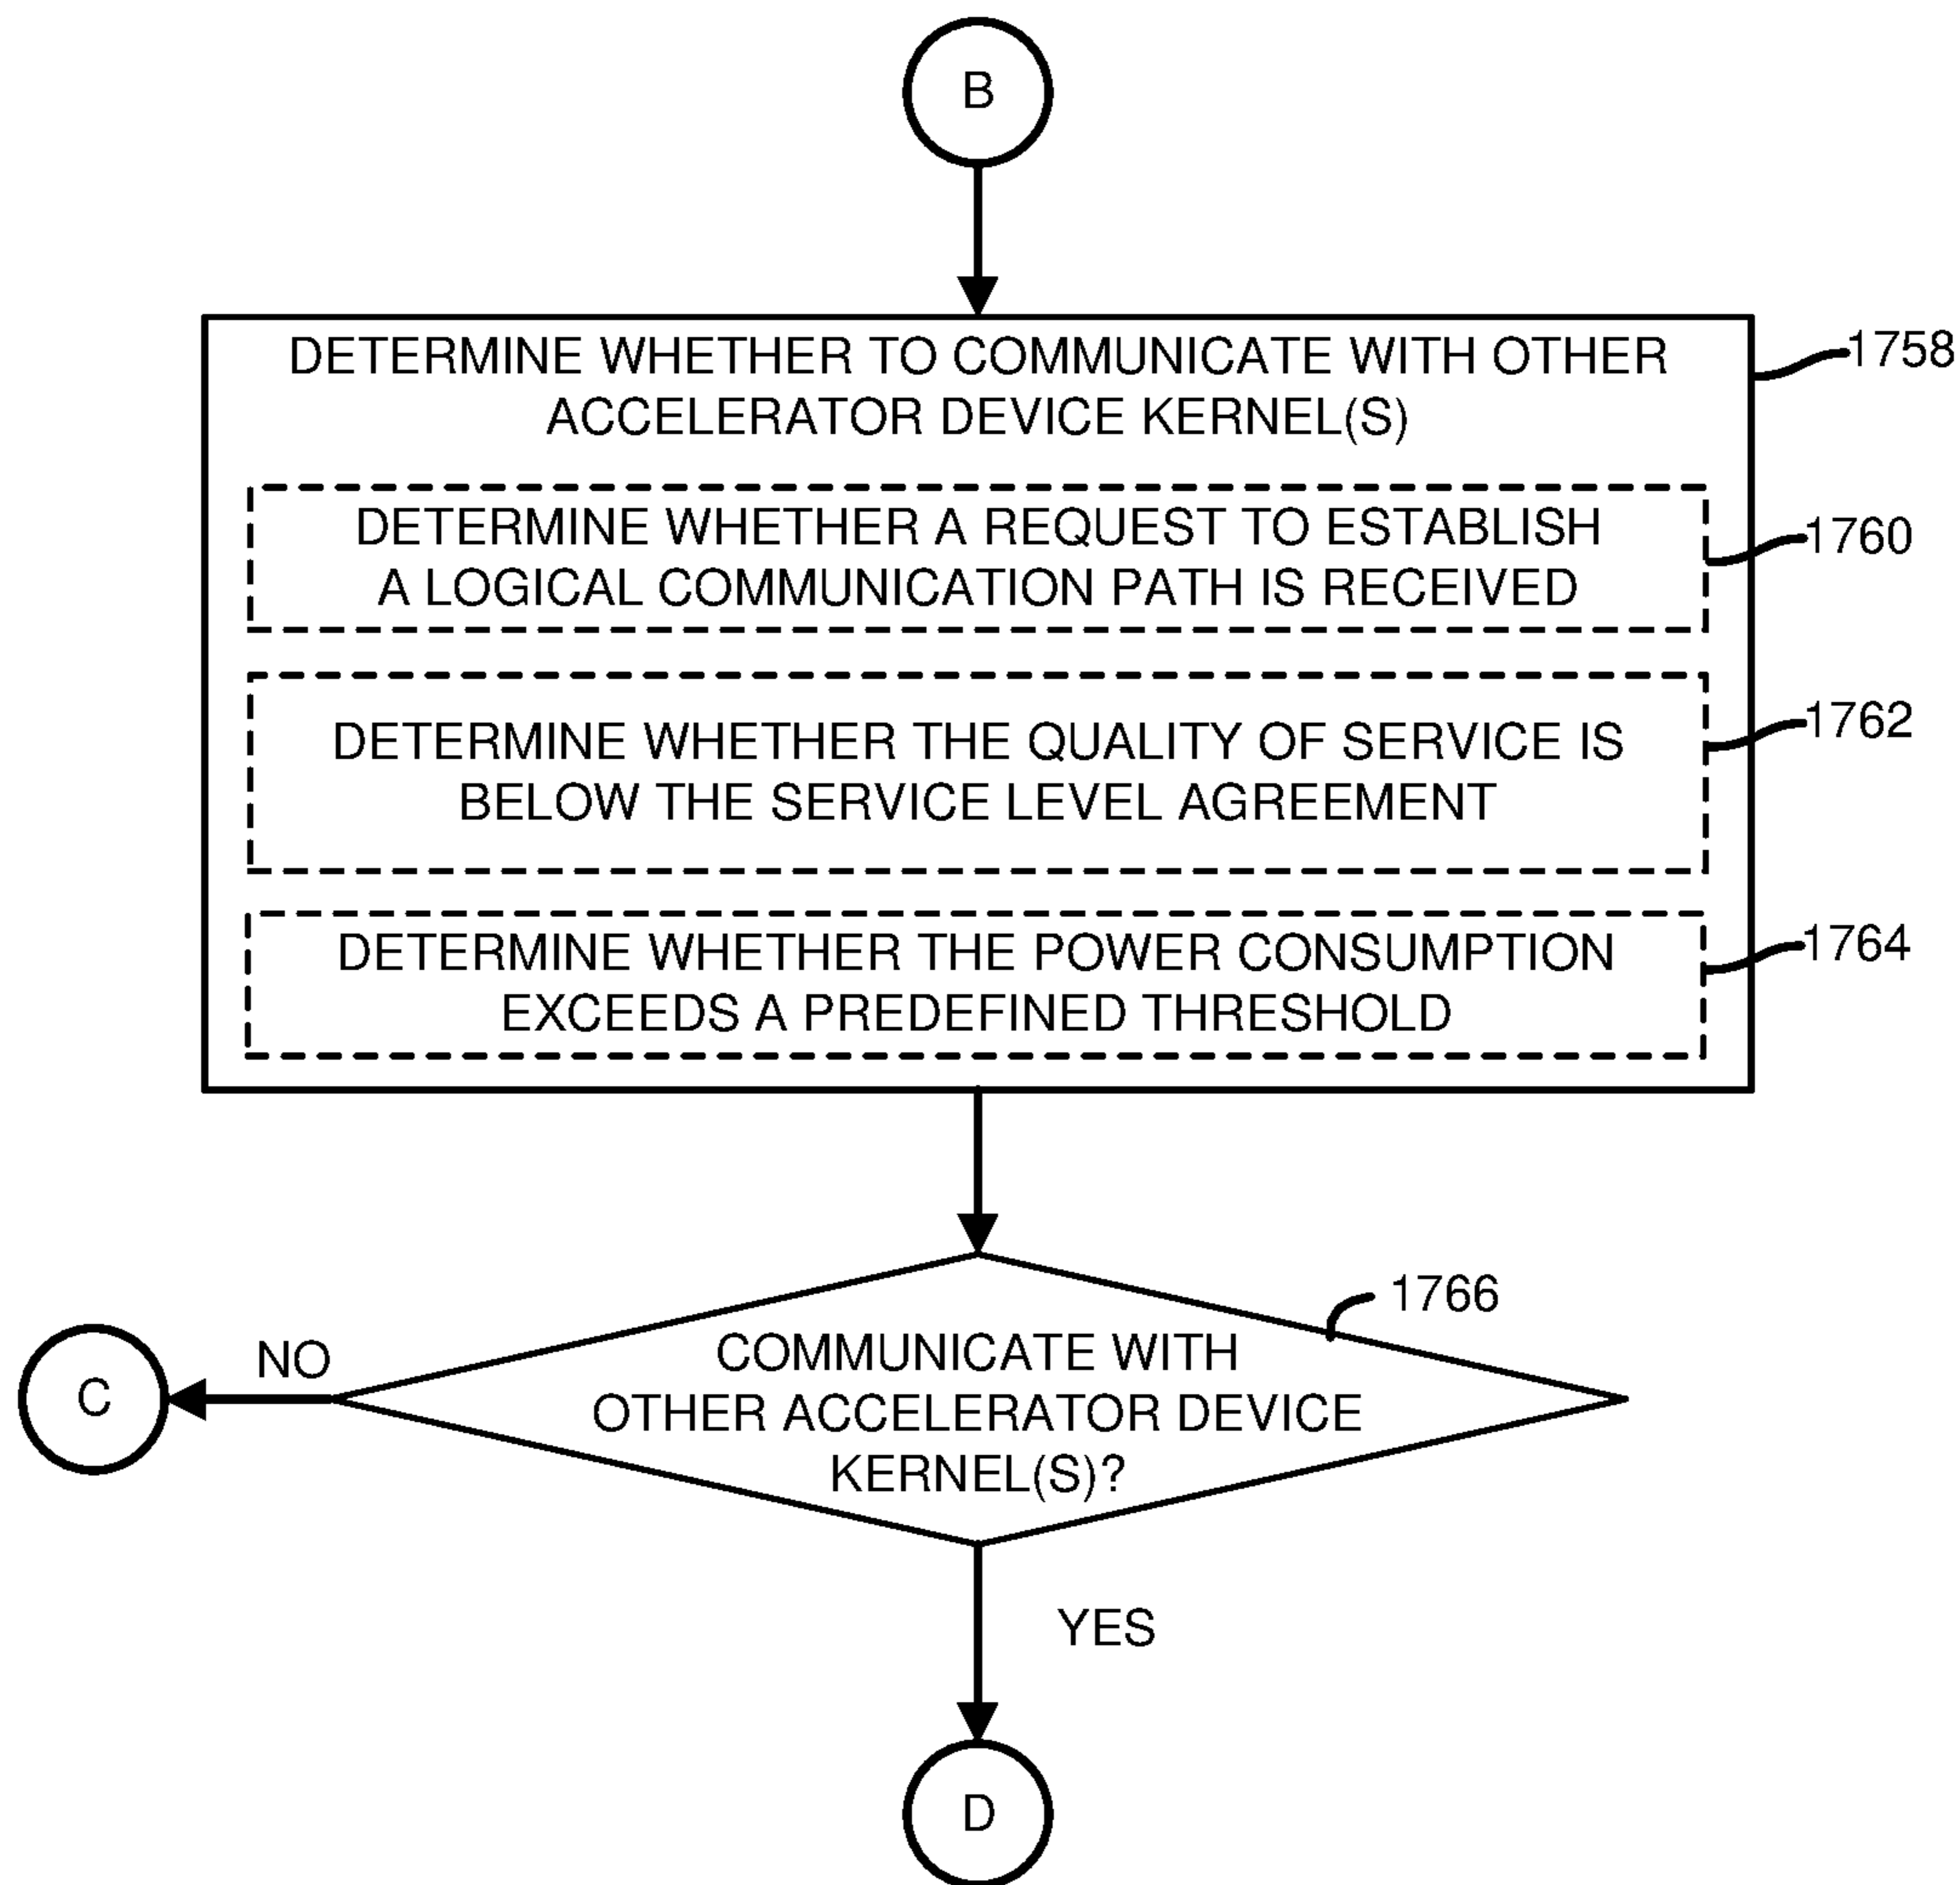 B
DETERMINE WHETHER TO COMMUNICATE WITH OTHER
ACCELERATOR DEVICE KERNEL(S)
1758
DETERMINE WHETHER A REQUEST TO ESTABLISH
A LOGICAL COMMUNICATION PATH IS RECEIVED
1760
DETERMINE WHETHER THE QUALITY OF SERVICE IS
BELOW THE SERVICE LEVEL AGREEMENT
1762
DETERMINE WHETHER THE POWER CONSUMPTION
EXCEEDS A PREDEFINED THRESHOLD
1764
1766
COMMUNICATE WITH
OTHER ACCELERATOR DEVICE
KERNEL(S)?
NO
C
YES
D